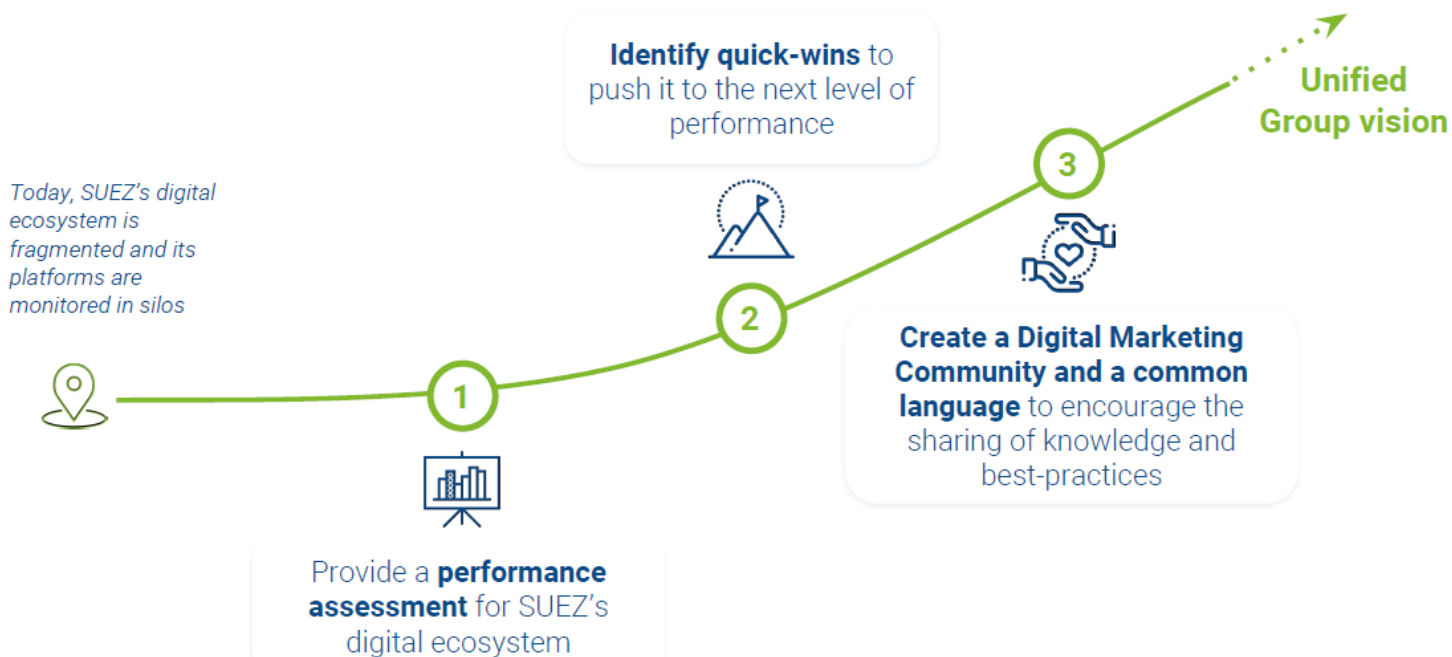 Today, SUEZ's digital
ecosystem is
fragmented and its
platforms are
monitored in silos
1
Provide a performance
assessment for SUEZ's
digital ecosystem
Identify quick-wins to
push it to the next level of
performance
2
3
Create a Digital Marketing
Community and a common
language to encourage the
sharing of knowledge and
best-practices
Unified
Group vision